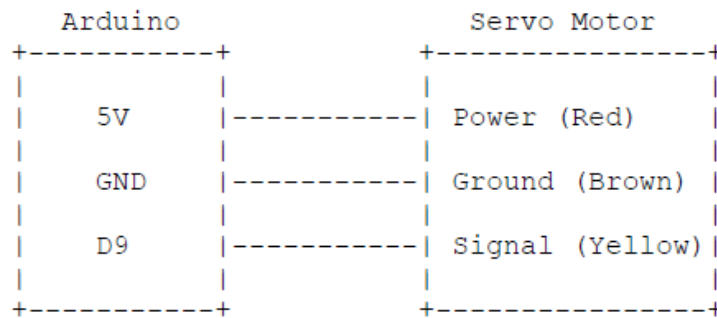 Arduino Servo Motor
5V Power (Red)
GND Ground (Brown)
D9 Signal (Yellow)